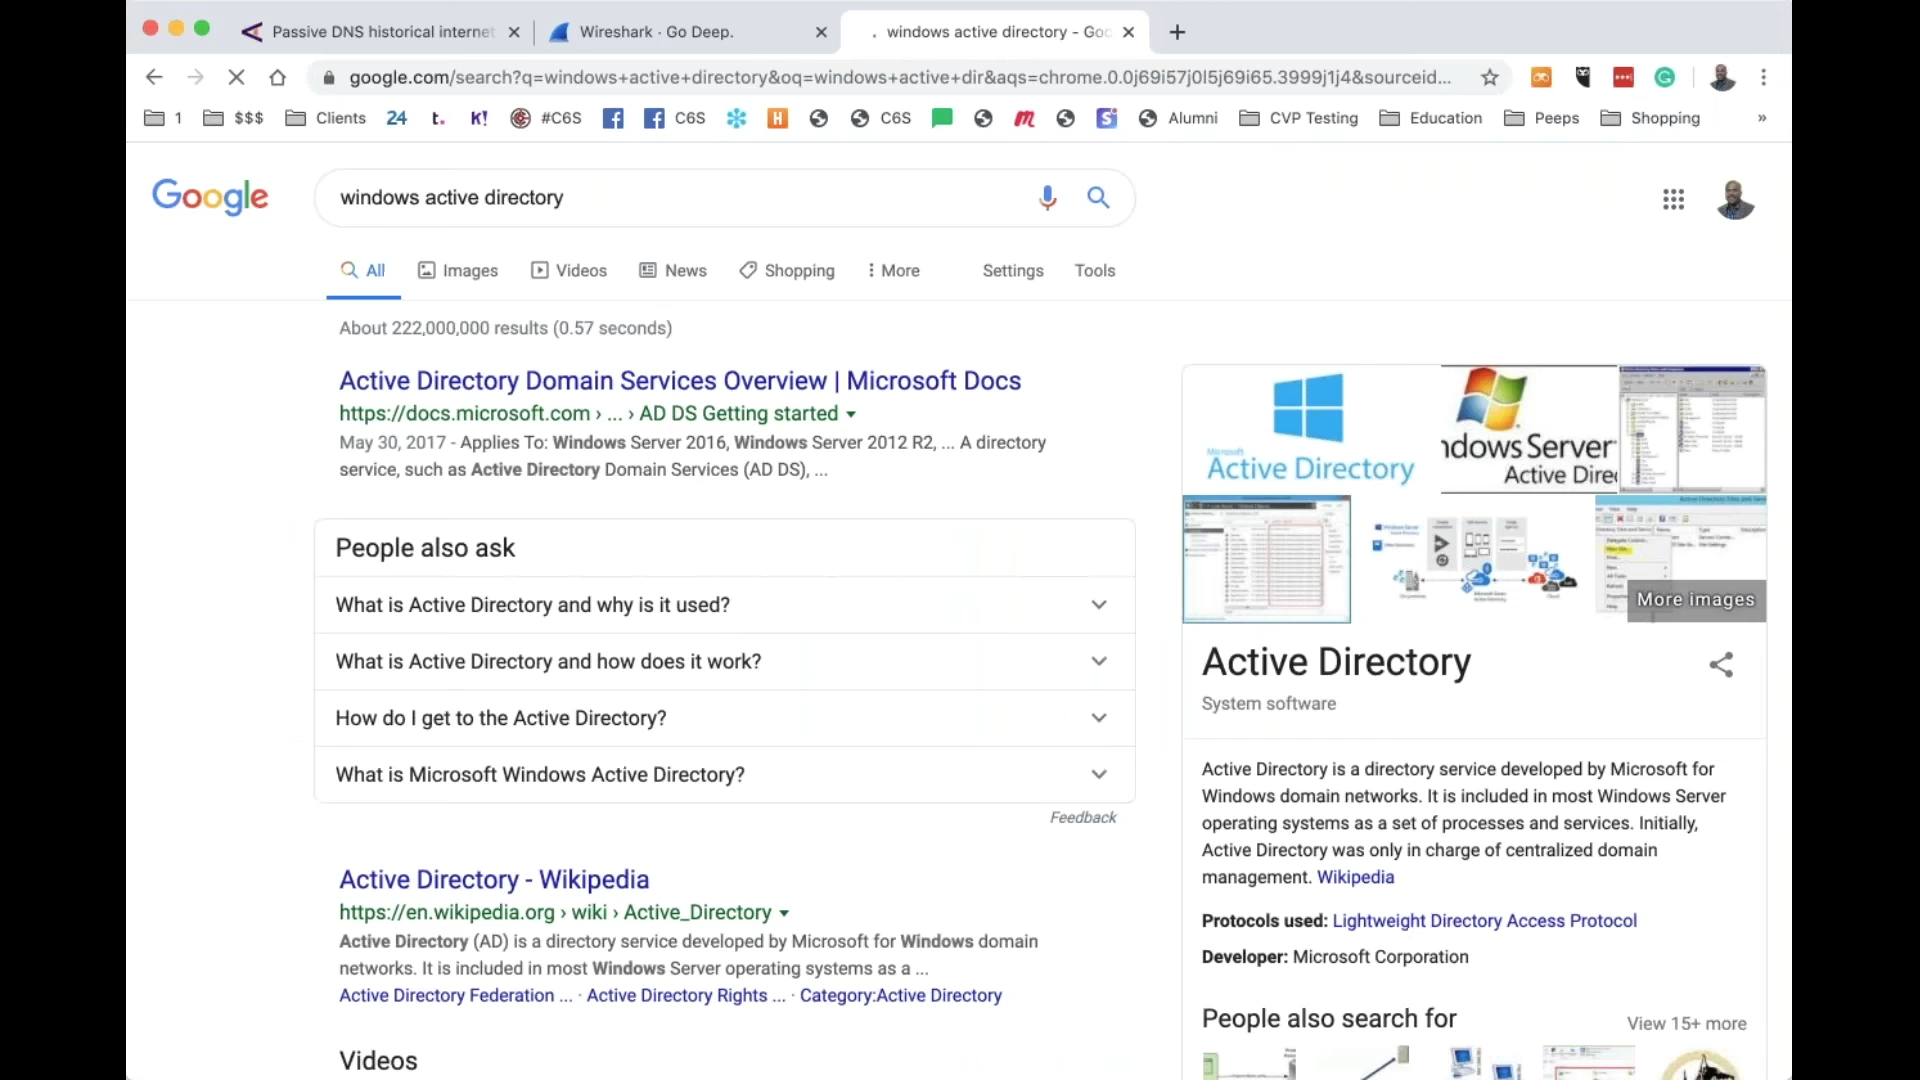 Passive DNS historical internet
Wireshark · Go Deep.
windows active directory - Goo
google.com/search?q=windows+active+directory&oq=windows+active+dir&aqs=chrome.0.0j69i57j0l5j69i65.3999j1j4&sourceid...
1
$$$
Clients
24
t.
K!
#C6S
C6S
H
C6S
Alumni
CVP Testing
Education
Peeps
Shopping
»
Google
windows active directory
All
Images
Videos
News
Shopping
More
Settings
Tools
About 222,000,000 results (0.57 seconds)
Active Directory Domain Services Overview | Microsoft Docs
https://docs.microsoft.com › ... › AD DS Getting started
May 30, 2017 - Applies To: Windows Server 2016, Windows Server 2012 R2, ... A directory
service, such as Active Directory Domain Services (AD DS), ...
People also ask
What is Active Directory and why is it used?
What is Active Directory and how does it work?
How do I get to the Active Directory?
What is Microsoft Windows Active Directory?
Feedback
Active Directory - Wikipedia
https://en.wikipedia.org › wiki › Active_Directory
Active Directory (AD) is a directory service developed by Microsoft for Windows domain
networks. It is included in most Windows Server operating systems as a ...
Active Directory Federation ... · Active Directory Rights ... · Category:Active Directory
Videos
Microsoft
Active Directory
ndows Server
Active Dire
More images
Active Directory
System software
Active Directory is a directory service developed by Microsoft for
Windows domain networks. It is included in most Windows Server
operating systems as a set of processes and services. Initially,
Active Directory was only in charge of centralized domain
management. Wikipedia
Protocols used: Lightweight Directory Access Protocol
Developer: Microsoft Corporation
People also search for
View 15+ more